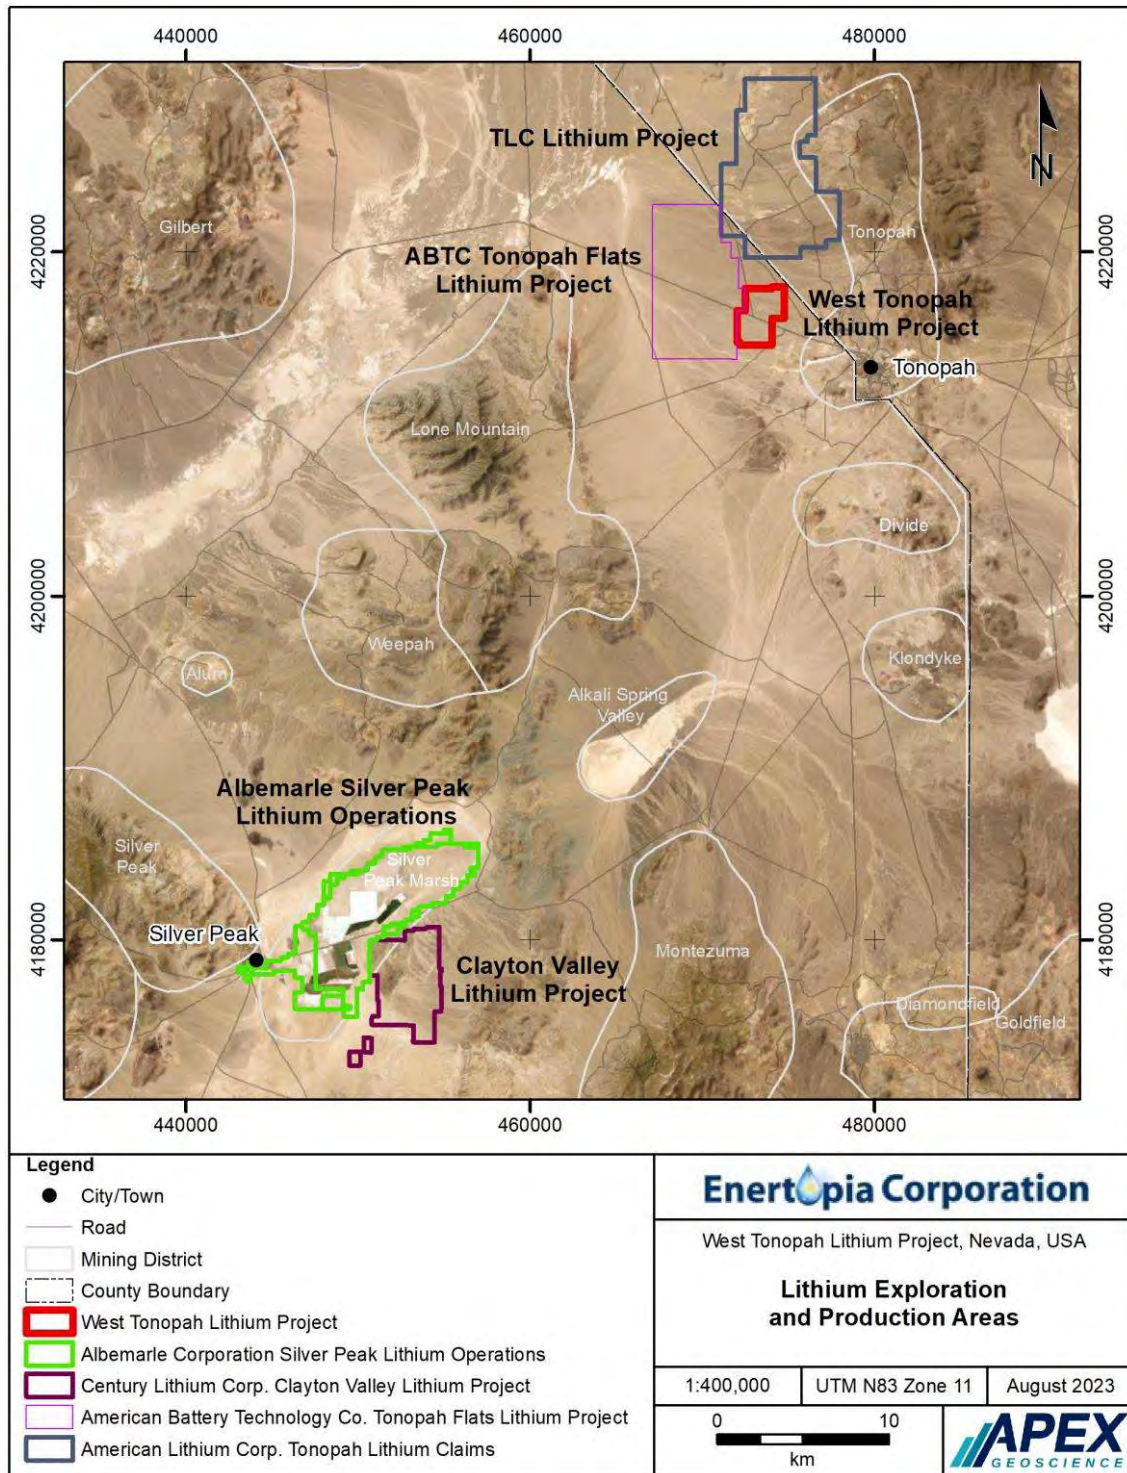 440000
460000
480000
TLC Lithium Project
N
Gilbert
Tonopah
4220000
4220000
ABTC Tonopah Flats
Lithium Project
West Tonopah
Lithium Project
Tonopah
Lone Mountain
Divide
4200000
4200000
Weepah
Klondyke
Alum
Alkali Spring
Valley
Albemarle Silver Peak
Lithium Operations
Silver
Peak
Silver
Peak Marsh
Silver Peak
4180000
4180000
Montezuma
Clayton Valley
Lithium Project
Diamondfield
Goldfield
440000
460000
480000
Legend
City/Town
Road
Mining District
County Boundary
West Tonopah Lithium Project
Albemarle Corporation Silver Peak Lithium Operations
Century Lithium Corp. Clayton Valley Lithium Project
American Battery Technology Co. Tonopah Flats Lithium Project
American Lithium Corp. Tonopah Lithium Claims
Enertopia Corporation
West Tonopah Lithium Project, Nevada, USA
Lithium Exploration
and Production Areas
1:400,000
UTM N83 Zone 11
August 2023
0 10
km
APEX
GEOSCIENCE